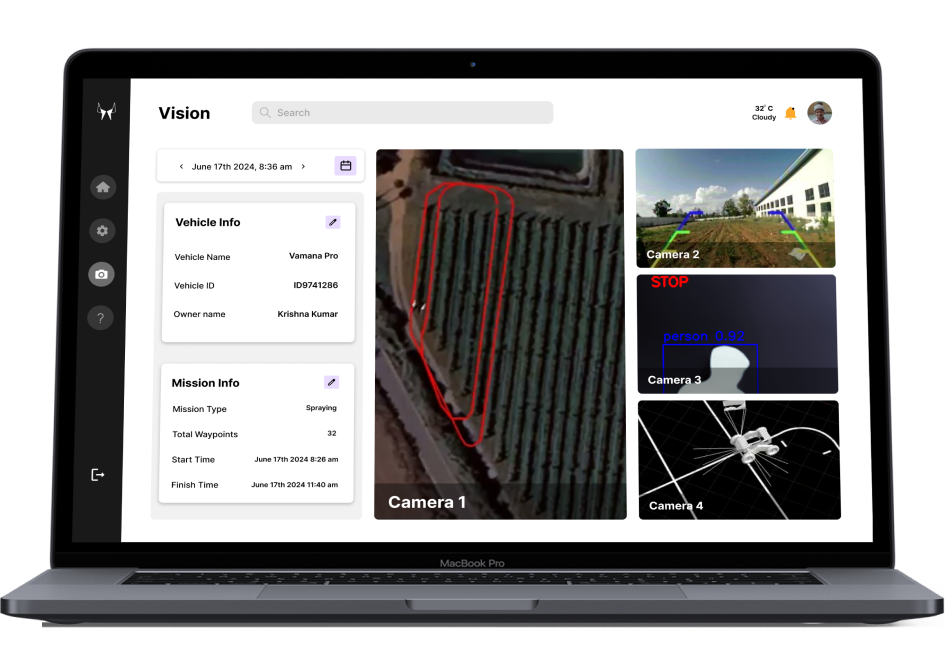 Vision
Search
32° C
Cloudy
June 17th 2024, 8:36 am
Vehicle Info
Vehicle Name Vamana Pro
Vehicle ID ID9741286
Owner name Krishna Kumar
Mission Info
Mission Type Spraying
Total Waypoints 32
Start Time June 17th 2024 8:26 am
Finish Time June 17th 2024 11:40 am
Camera 1
Camera 2
STOP
person 0.92
Camera 3
Camera 4
MacBook Pro